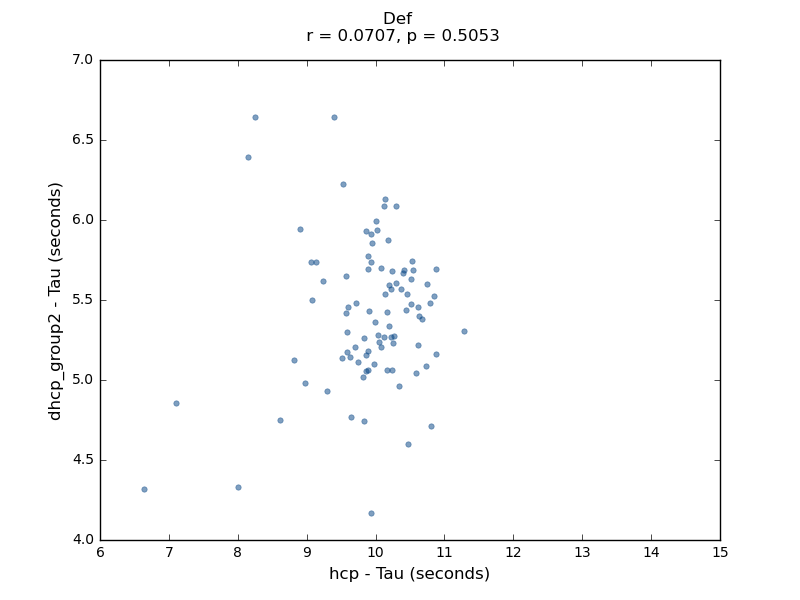 Def
r = 0.0707, p = 0.5053
7.0
6.5
6.0
5.5
5.0
4.5
4.0
dhcp_group2 - Tau (seconds)
6 7 8 9 10 11 12 13 14 15
hcp - Tau (seconds)